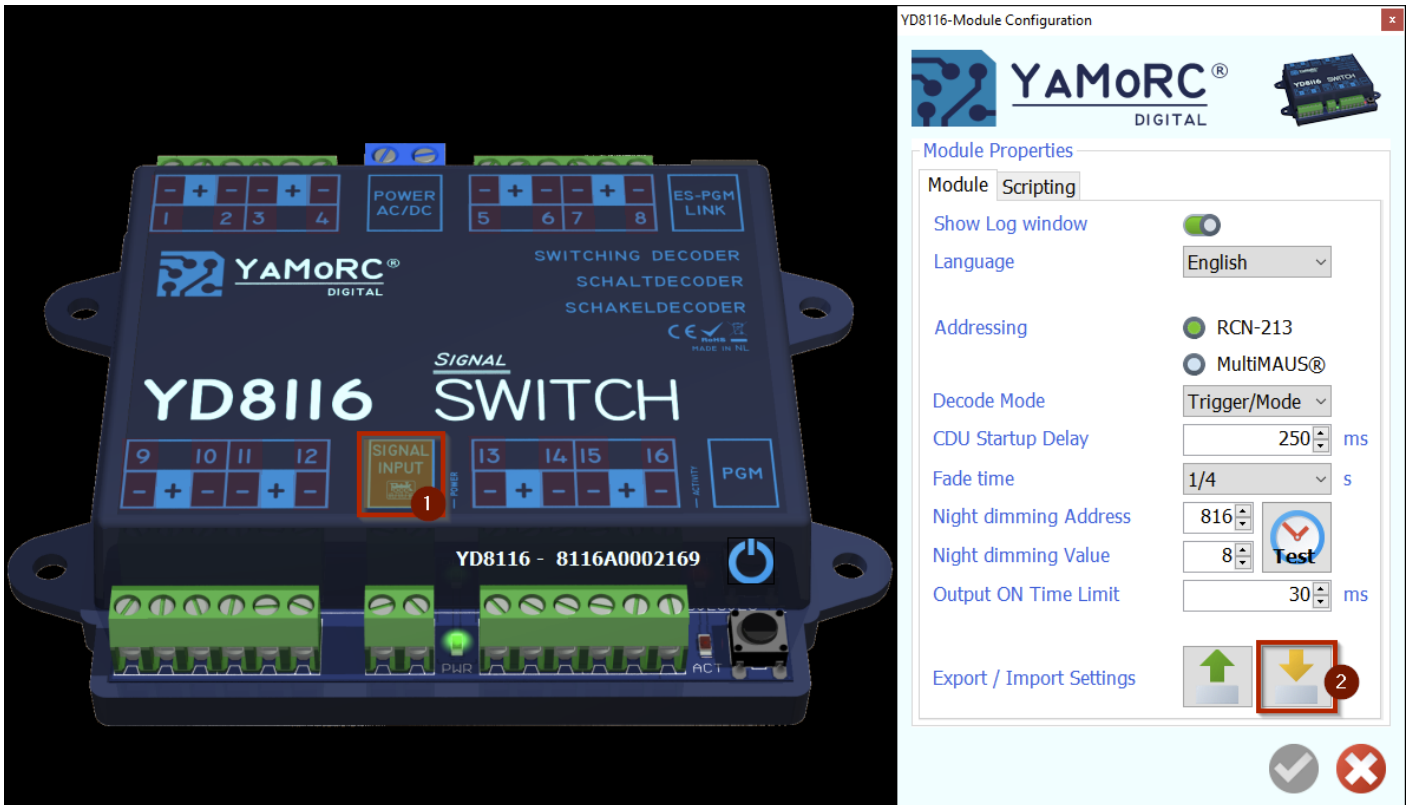 - + - - + -
1 2 3 4
POWER
AC/DC
- + - - + -
5 6 7 8
ES-PGM
LINK
YAMoRC®
DIGITAL
SWITCHING DECODER
SCHALTDECODER
SCHAKELDECODER
CE RoHS
MADE IN NL
YD8116 SIGNAL SWITCH
9 10 11 12
- + - - + -
SIGNAL
INPUT
1
POWER
13 14 15 16
- + - - + -
ACTIVITY
PGM
YD8116 - 8116A0002169
PWR
ACT
YD8116-Module Configuration
x
YAMoRC®
DIGITAL
YD8116 SWITCH
Module Properties
Module Scripting
Show Log window
Language English
Addressing RCN-213
MultiMAUS®
Decode Mode Trigger/Mode
CDU Startup Delay 250 ms
Fade time 1/4 s
Night dimming Address 816
Night dimming Value 8
Test
Output ON Time Limit 30 ms
Export / Import Settings
2